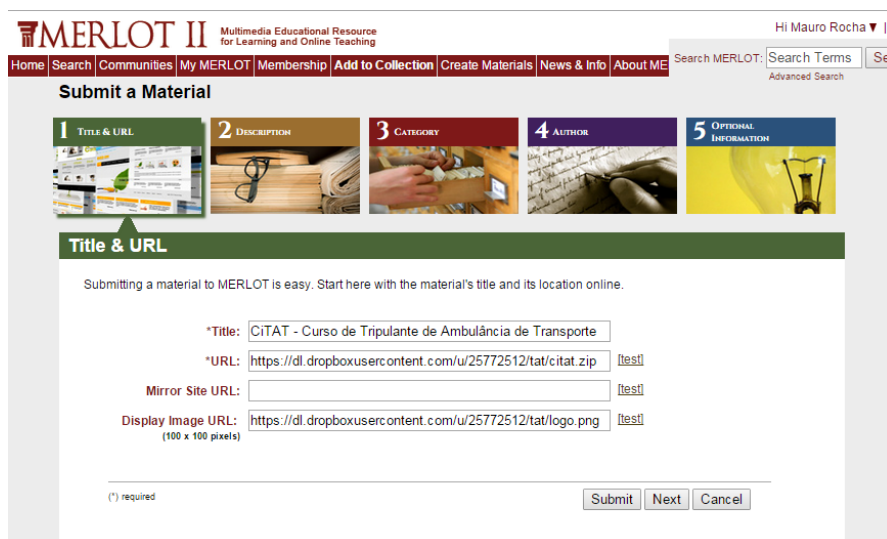 MERLOT II
Multimedia Educational Resource
for Learning and Online Teaching
Hi Mauro Rocha ▼ |
Home Search Communities My MERLOT Membership Add to Collection Create Materials News & Info About ME
Search MERLOT: Search Terms Se
Advanced Search
Submit a Material
1 Title & URL
2 Description
3 Category
4 Author
5 Optional
Information
Title & URL
Submitting a material to MERLOT is easy. Start here with the material's title and its location online.
*Title: CiTAT - Curso de Tripulante de Ambulância de Transporte
*URL: https://dl.dropboxusercontent.com/u/25772512/tat/citat.zip [test]
Mirror Site URL: [test]
Display Image URL: https://dl.dropboxusercontent.com/u/25772512/tat/logo.png [test]
(100 x 100 pixels)
(*) required
Submit Next Cancel